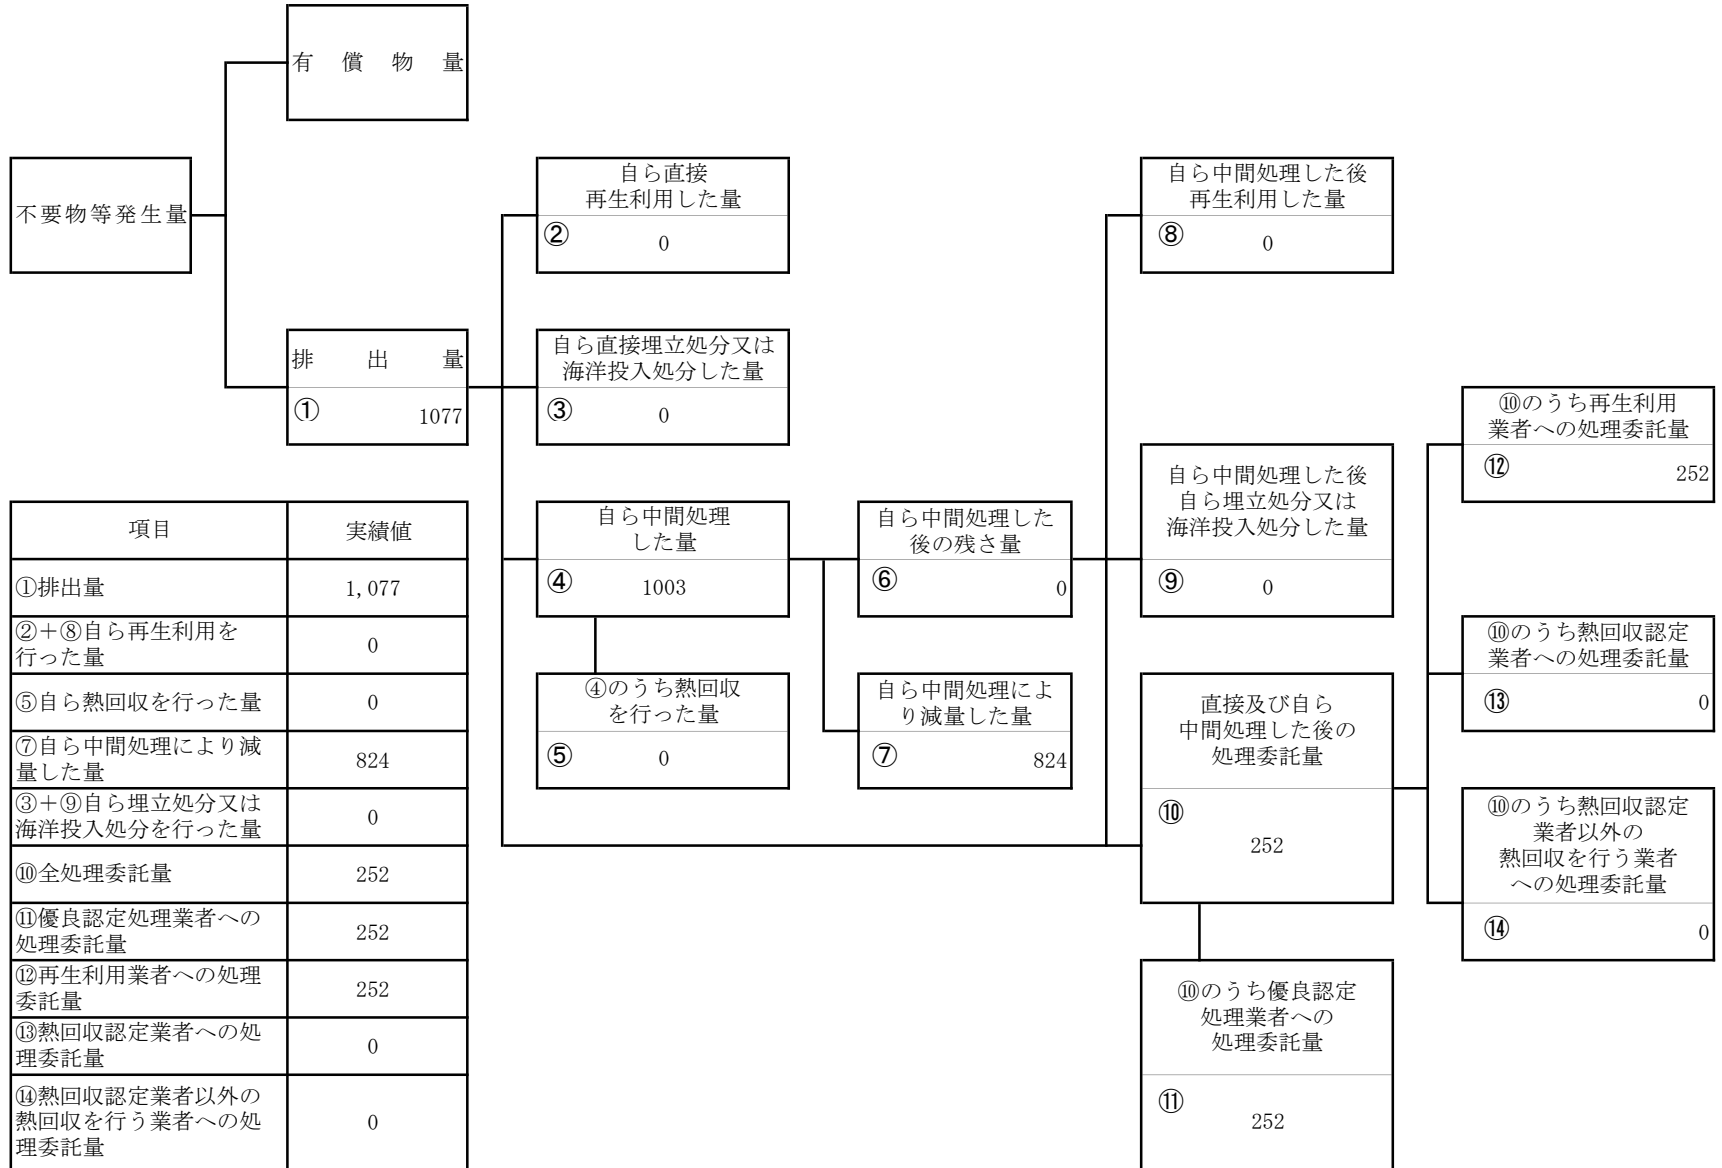 有償物量
不要物等発生量
排出量
① 1077
自ら直接
再生利用した量
② 0
自ら直接埋立処分又は
海洋投入処分した量
③ 0
自ら中間処理
した量
④ 1003
④のうち熱回収
を行った量
⑤ 0
自ら中間処理した
後の残さ量
⑥ 0
自ら中間処理によ
り減量した量
⑦ 824
自ら中間処理した後
再生利用した量
⑧ 0
自ら中間処理した後
自ら埋立処分又は
海洋投入処分した量
⑨ 0
直接及び自ら
中間処理した後の
処理委託量
⑩
252
⑩のうち優良認定
処理業者への
処理委託量
⑪
252
⑩のうち再生利用
業者への処理委託量
⑫ 252
⑩のうち熱回収認定
業者への処理委託量
⑬ 0
⑩のうち熱回収認定
業者以外の
熱回収を行う業者
への処理委託量
⑭ 0
項目 実績値
①排出量 1,077
②+⑧自ら再生利用を
行った量 0
⑤自ら熱回収を行った量 0
⑦自ら中間処理により減
量した量 824
③+⑨自ら埋立処分又は
海洋投入処分を行った量 0
⑩全処理委託量 252
⑪優良認定処理業者への
処理委託量 252
⑫再生利用業者への処理
委託量 252
⑬熱回収認定業者への処
理委託量 0
⑭熱回収認定業者以外の
熱回収を行う業者への処 0
理委託量